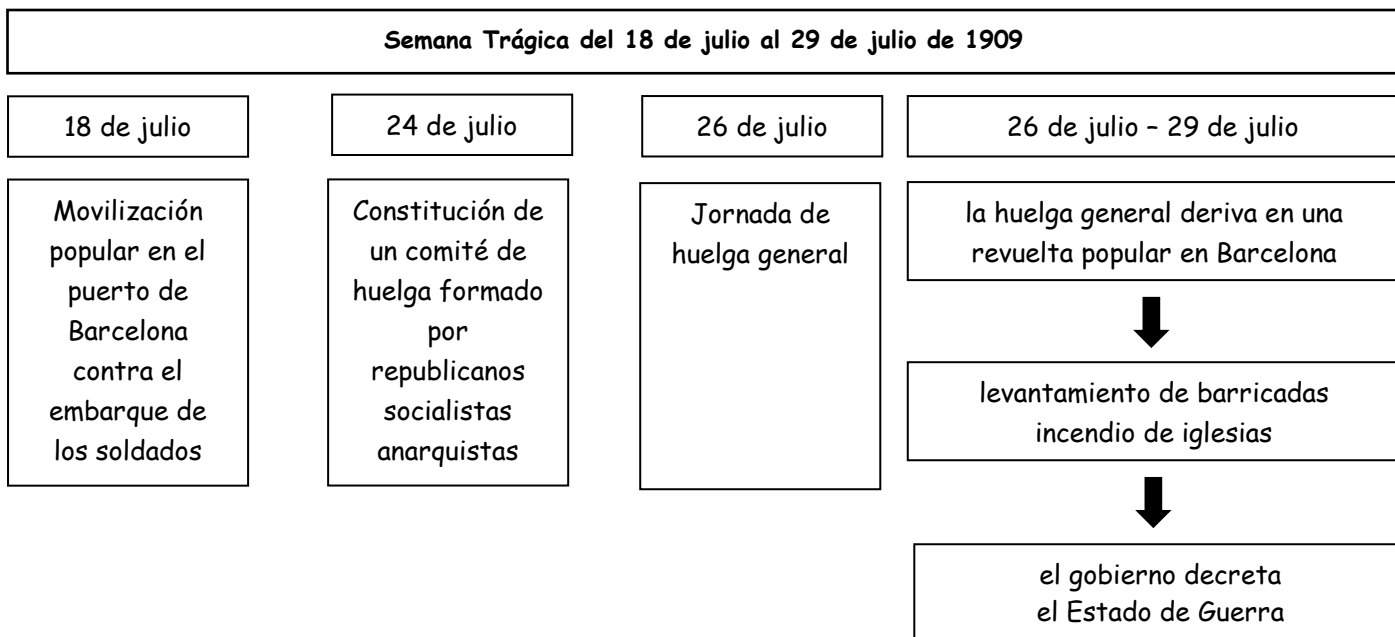 Semana Trágica del 18 de julio al 29 de julio de 1909
18 de julio
Movilización
popular en el
puerto de
Barcelona
contra el
embarque de
los soldados
24 de julio
Constitución de
un comité de
huelga formado
por
republicanos
socialistas
anarquistas
26 de julio
Jornada de
huelga general
26 de julio – 29 de julio
la huelga general deriva en una
revuelta popular en Barcelona
levantamiento de barricadas
incendio de iglesias
el gobierno decreta
el Estado de Guerra